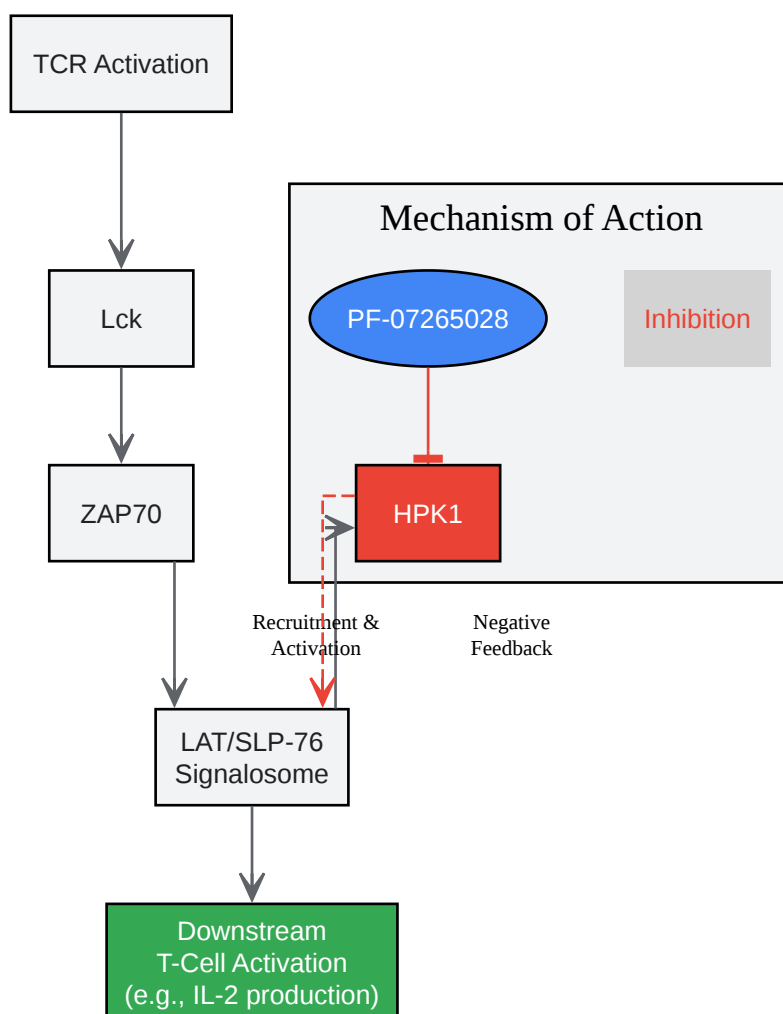 TCR Activation
Mechanism of Action
Lck
PF-07265028
Inhibition
ZAP70
HPK1
Recruitment &
Activation
Negative
Feedback
LAT/SLP-76
Signalosome
Downstream
T-Cell Activation
(e.g., IL-2 production)